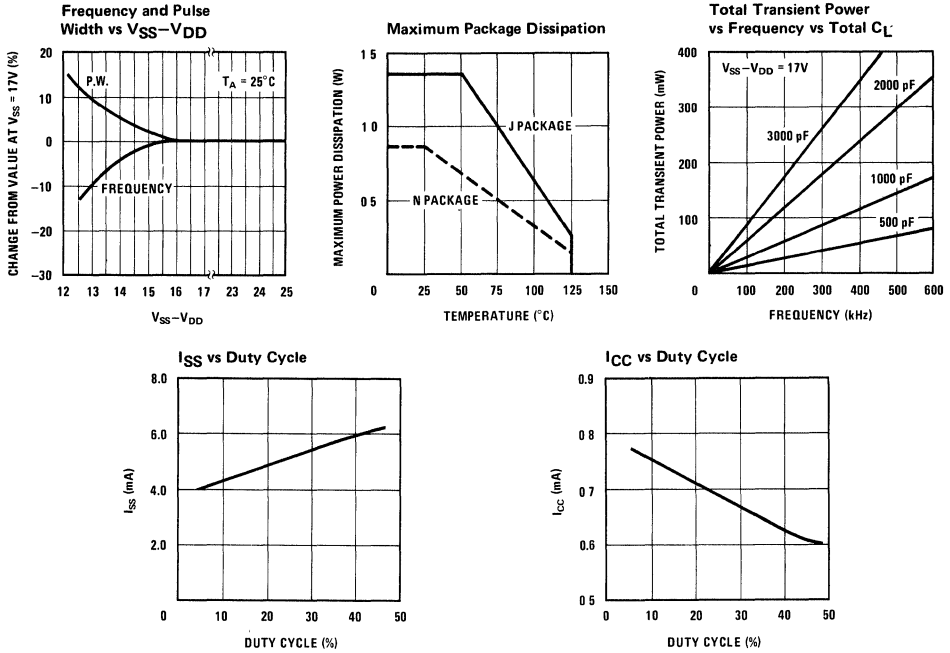 Frequency and Pulse
Width vs VSS–VDD
CHANGE FROM VALUE AT VSS = 17V (%)
20
10
0
–10
–20
–30
P.W.
TA = 25°C
FREQUENCY
12 13 14 15 16 17 23 24 25
VSS–VDD
Maximum Package Dissipation
MAXIMUM POWER DISSIPATION (W)
1 5
1 0
0 5
J PACKAGE
N PACKAGE
0 25 50 75 100 125 150
TEMPERATURE (°C)
Total Transient Power
vs Frequency vs Total CL
TOTAL TRANSIENT POWER (mW)
400
300
200
100
VSS–VDD = 17V
2000 pF
3000 pF
1000 pF
500 pF
0 100 200 300 400 500 600
FREQUENCY (kHz)
ISS vs Duty Cycle
ISS (mA)
8.0
6.0
4.0
2.0
0 0 10 20 30 40 50
DUTY CYCLE (%)
ICC vs Duty Cycle
ICC (mA)
0 8
0 7
0 6
0 5
0 10 20 30 40 50
DUTY CYCLE (%)